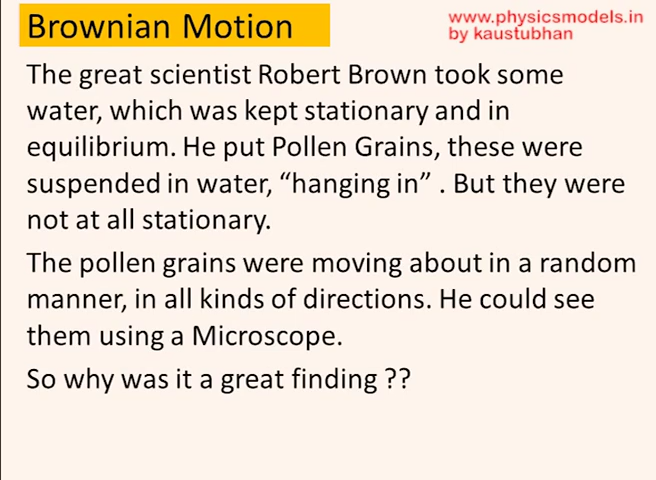 Brownian Motion
www.physicsmodels.in
by kaustubhan
The great scientist Robert Brown took some
water, which was kept stationary and in
equilibrium. He put Pollen Grains, these were
suspended in water, “hanging in” . But they were
not at all stationary.
The pollen grains were moving about in a random
manner, in all kinds of directions. He could see
them using a Microscope.
So why was it a great finding ??